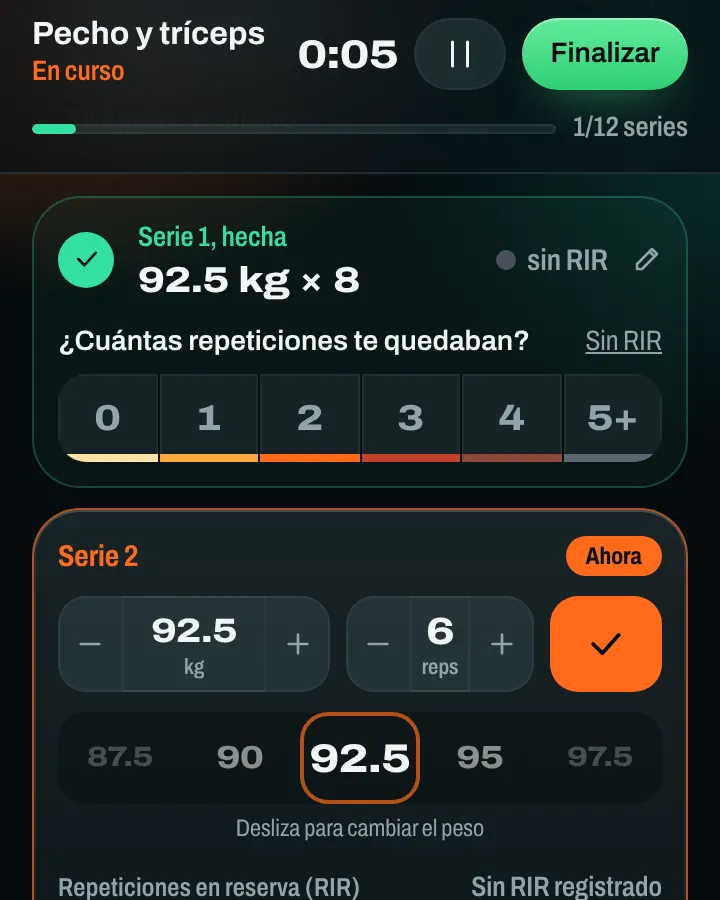 Pecho y tríceps
En curso
0:05
Finalizar
1/12 series
Serie 1, hecha
92.5 kg × 8
sin RIR
¿Cuántas repeticiones te quedaban?
Sin RIR
0 1 2 3 4 5+
Serie 2
Ahora
92.5
kg
6
reps
87.5 90 92.5 95 97.5
Desliza para cambiar el peso
Repeticiones en reserva (RIR)
Sin RIR registrado